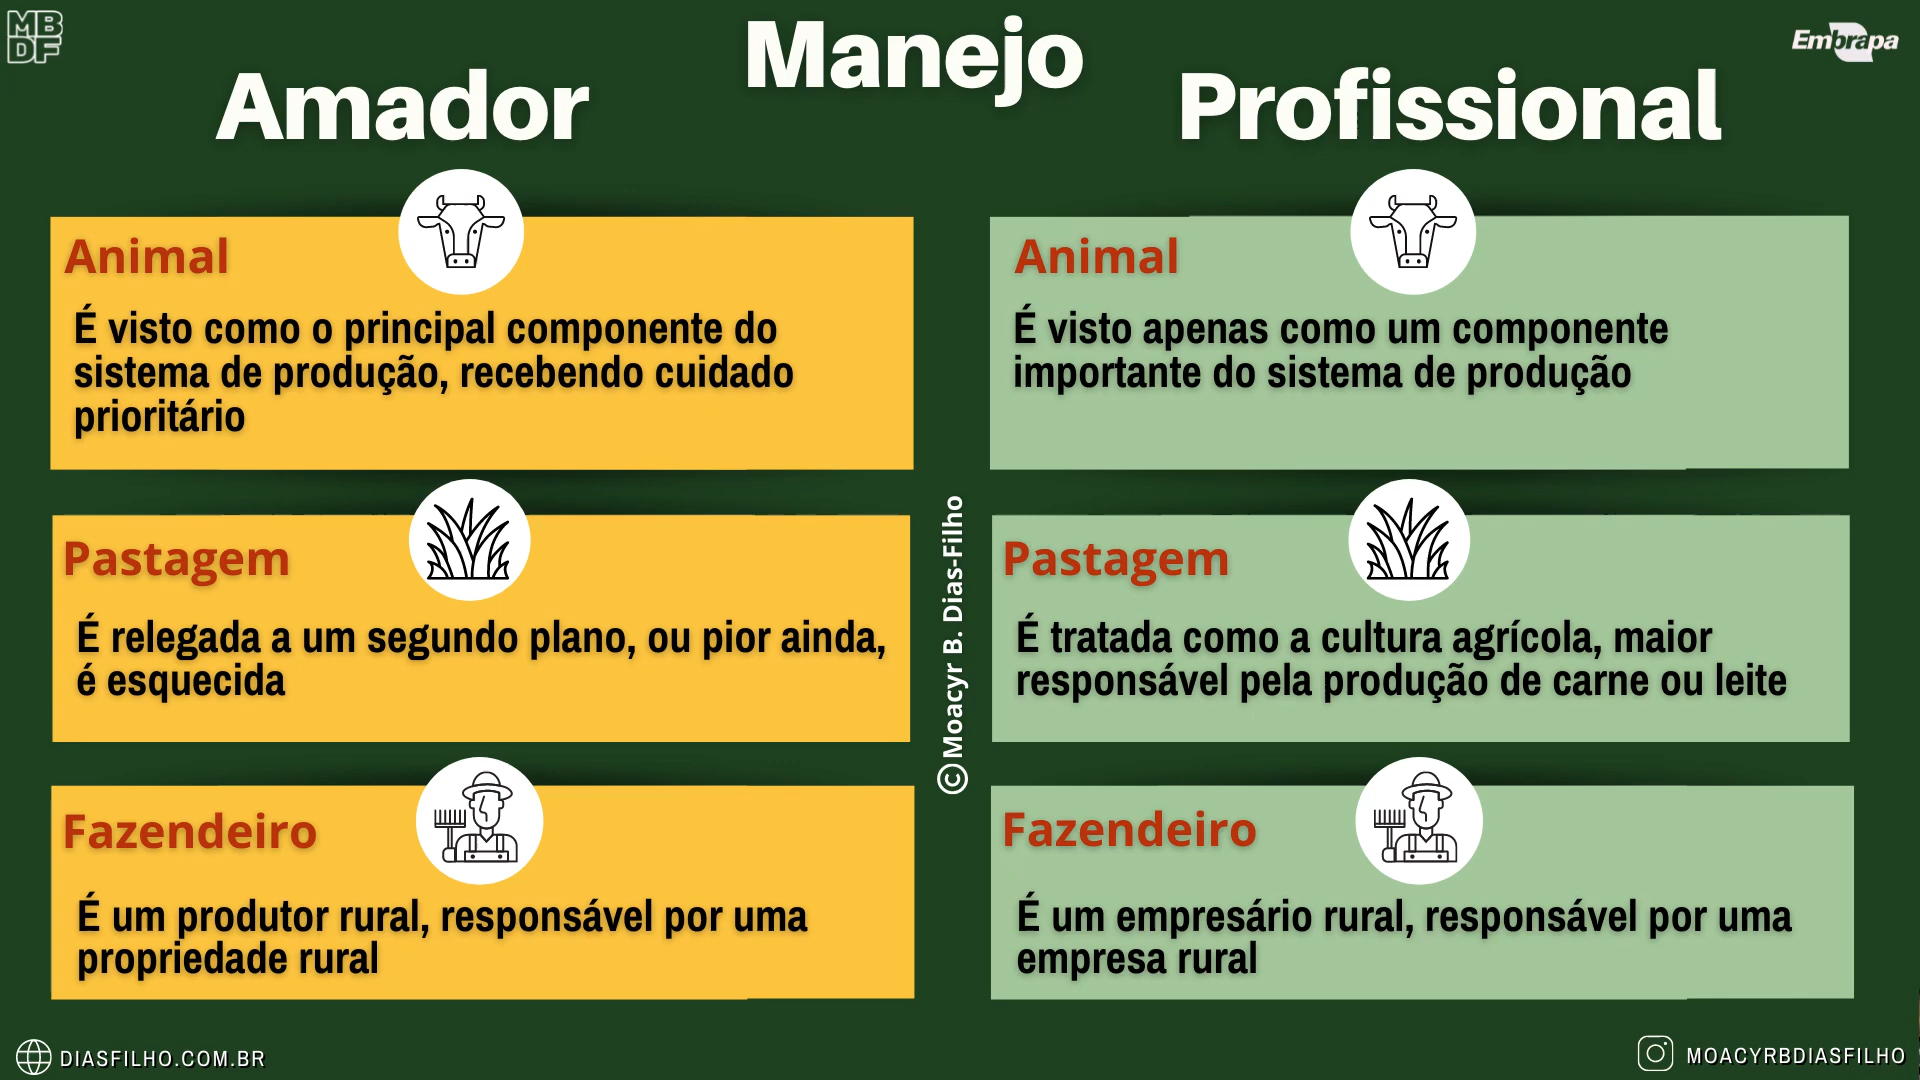 MB
DF
Manejo
Embrapa
Amador
Profissional
Animal
É visto como o principal componente do
sistema de produção, recebendo cuidado
prioritário
Pastagem
É relegada a um segundo plano, ou pior ainda,
é esquecida
Fazendeiro
É um produtor rural, responsável por uma
propriedade rural
© Moacyr B. Dias-Filho
Animal
É visto apenas como um componente
importante do sistema de produção
Pastagem
É tratada como a cultura agrícola, maior
responsável pela produção de carne ou leite
Fazendeiro
É um empresário rural, responsável por uma
empresa rural
DIASFILHO.COM.BR
MOACYRBDIASFILHO